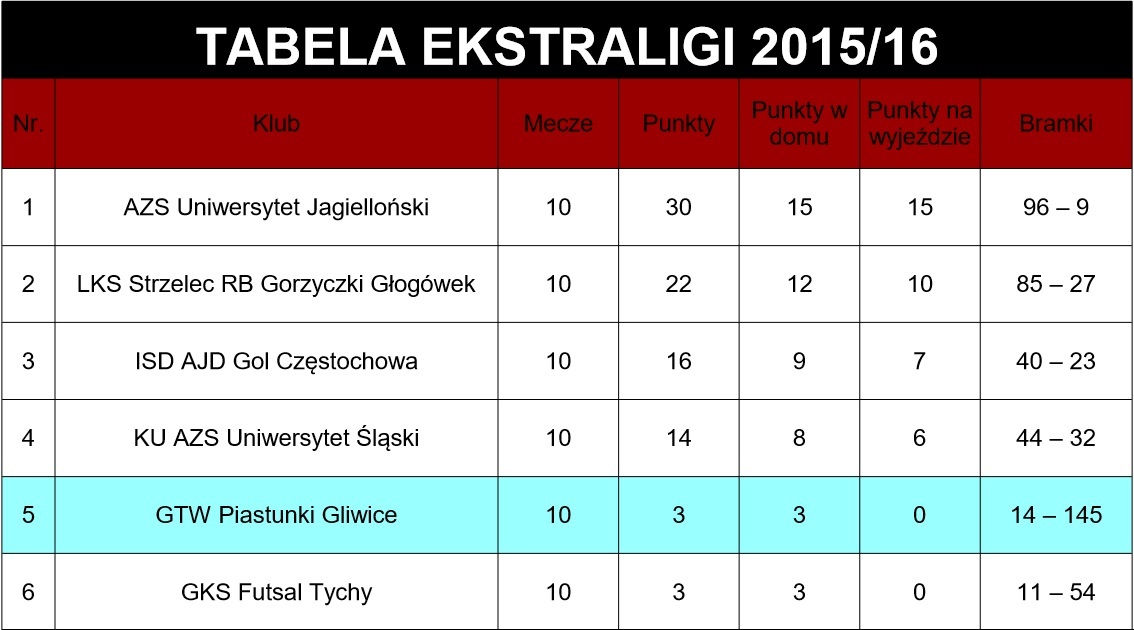 TABELA EKSTRALIGI 2015/16
Nr. Klub Mecze Punkty Punkty w domu Punkty na wyjeździe Bramki
1 AZS Uniwersytet Jagielloński 10 30 15 15 96 – 9
2 LKS Strzelec RB Gorzyczki Głogówek 10 22 12 10 85 – 27
3 ISD AJD Gol Częstochowa 10 16 9 7 40 – 23
4 KU AZS Uniwersytet Śląski 10 14 8 6 44 – 32
5 GTW Piastunki Gliwice 10 3 3 0 14 – 145
6 GKS Futsal Tychy 10 3 3 0 11 – 54